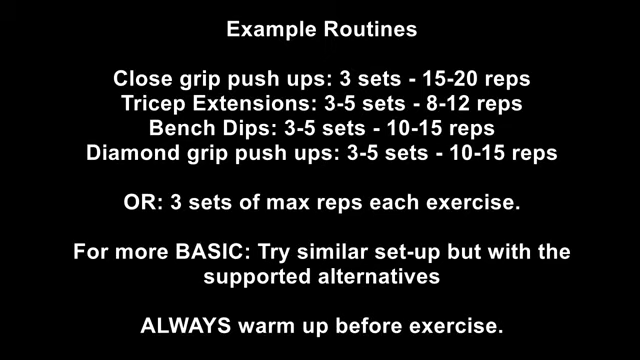 Example Routines
Close grip push ups: 3 sets - 15-20 reps
Tricep Extensions: 3-5 sets - 8-12 reps
Bench Dips: 3-5 sets - 10-15 reps
Diamond grip push ups: 3-5 sets - 10-15 reps
OR: 3 sets of max reps each exercise.
For more BASIC: Try similar set-up but with the
supported alternatives
ALWAYS warm up before exercise.